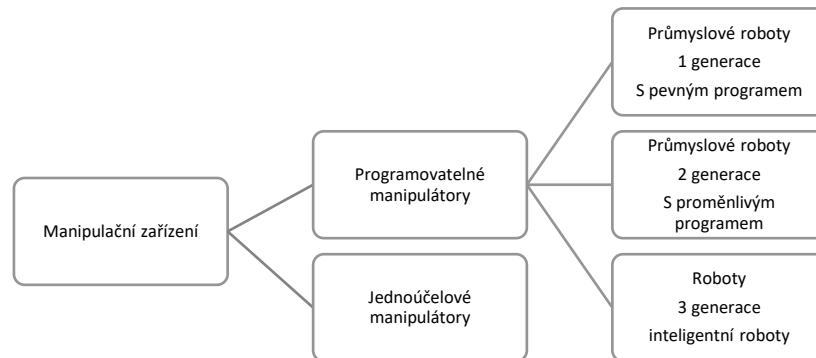 Manipulační zařízení
Programovatelné
manipulátory
Jednoúčelové
manipulátory
Průmyslové roboty
1 generace
S pevným programem
Průmyslové roboty
2 generace
S proměnlivým
programem
Roboty
3 generace
inteligentní roboty